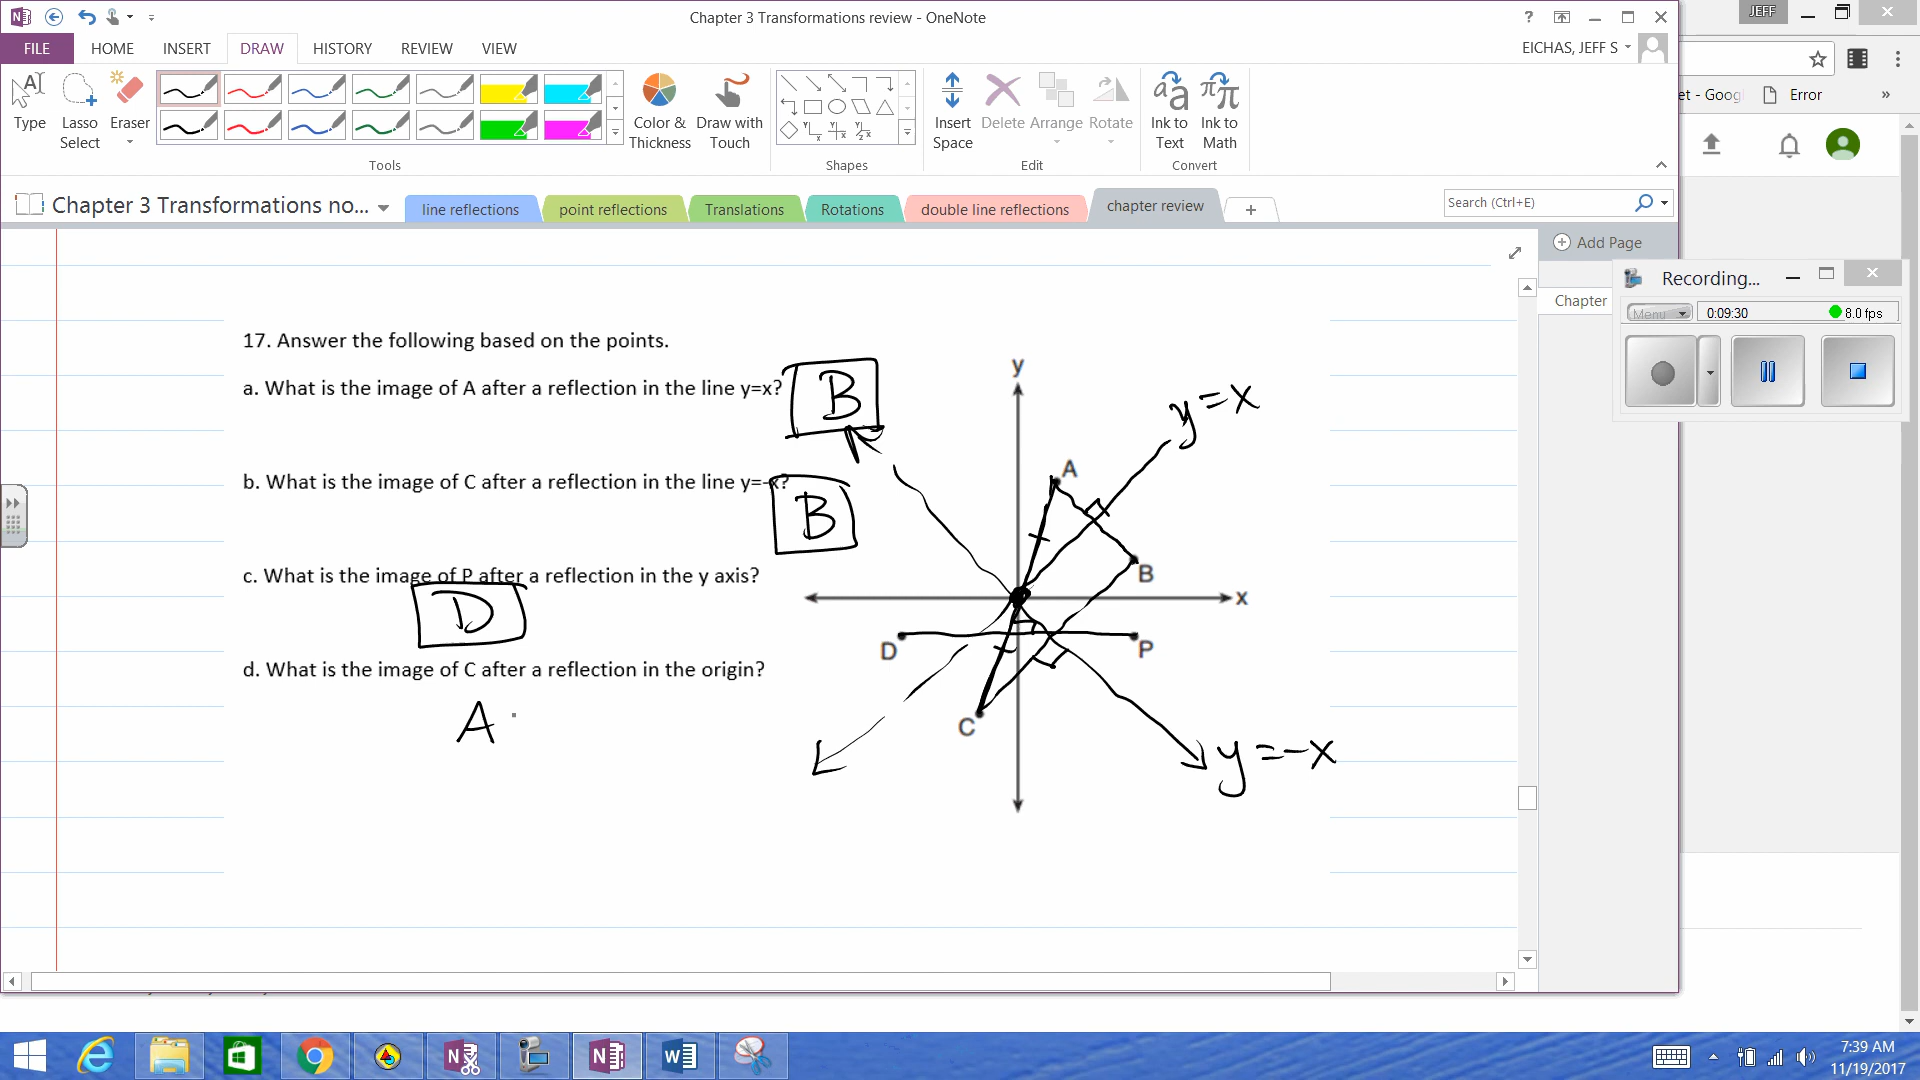 Chapter 3 Transformations review - OneNote
JEFF
FILE
HOME
INSERT
DRAW
HISTORY
REVIEW
VIEW
EICHAS, JEFF S
Type
Lasso Select
Eraser
Color & Thickness
Draw with Touch
Insert Space
Delete
Arrange
Rotate
Ink to Text
Ink to Math
Tools
Shapes
Edit
Convert
et - Goog
Error
Chapter 3 Transformations no...
line reflections
point reflections
Translations
Rotations
double line reflections
chapter review
Search (Ctrl+E)
Add Page
Chapter
Recording...
Menu
0:09:30
8.0 fps
17. Answer the following based on the points.
a. What is the image of A after a reflection in the line y=x?
B
b. What is the image of C after a reflection in the line y=-x?
B
c. What is the image of P after a reflection in the y axis?
D
d. What is the image of C after a reflection in the origin?
A
y
y=x
A
B
x
D
P
C
y=-x
7:39 AM
11/19/2017